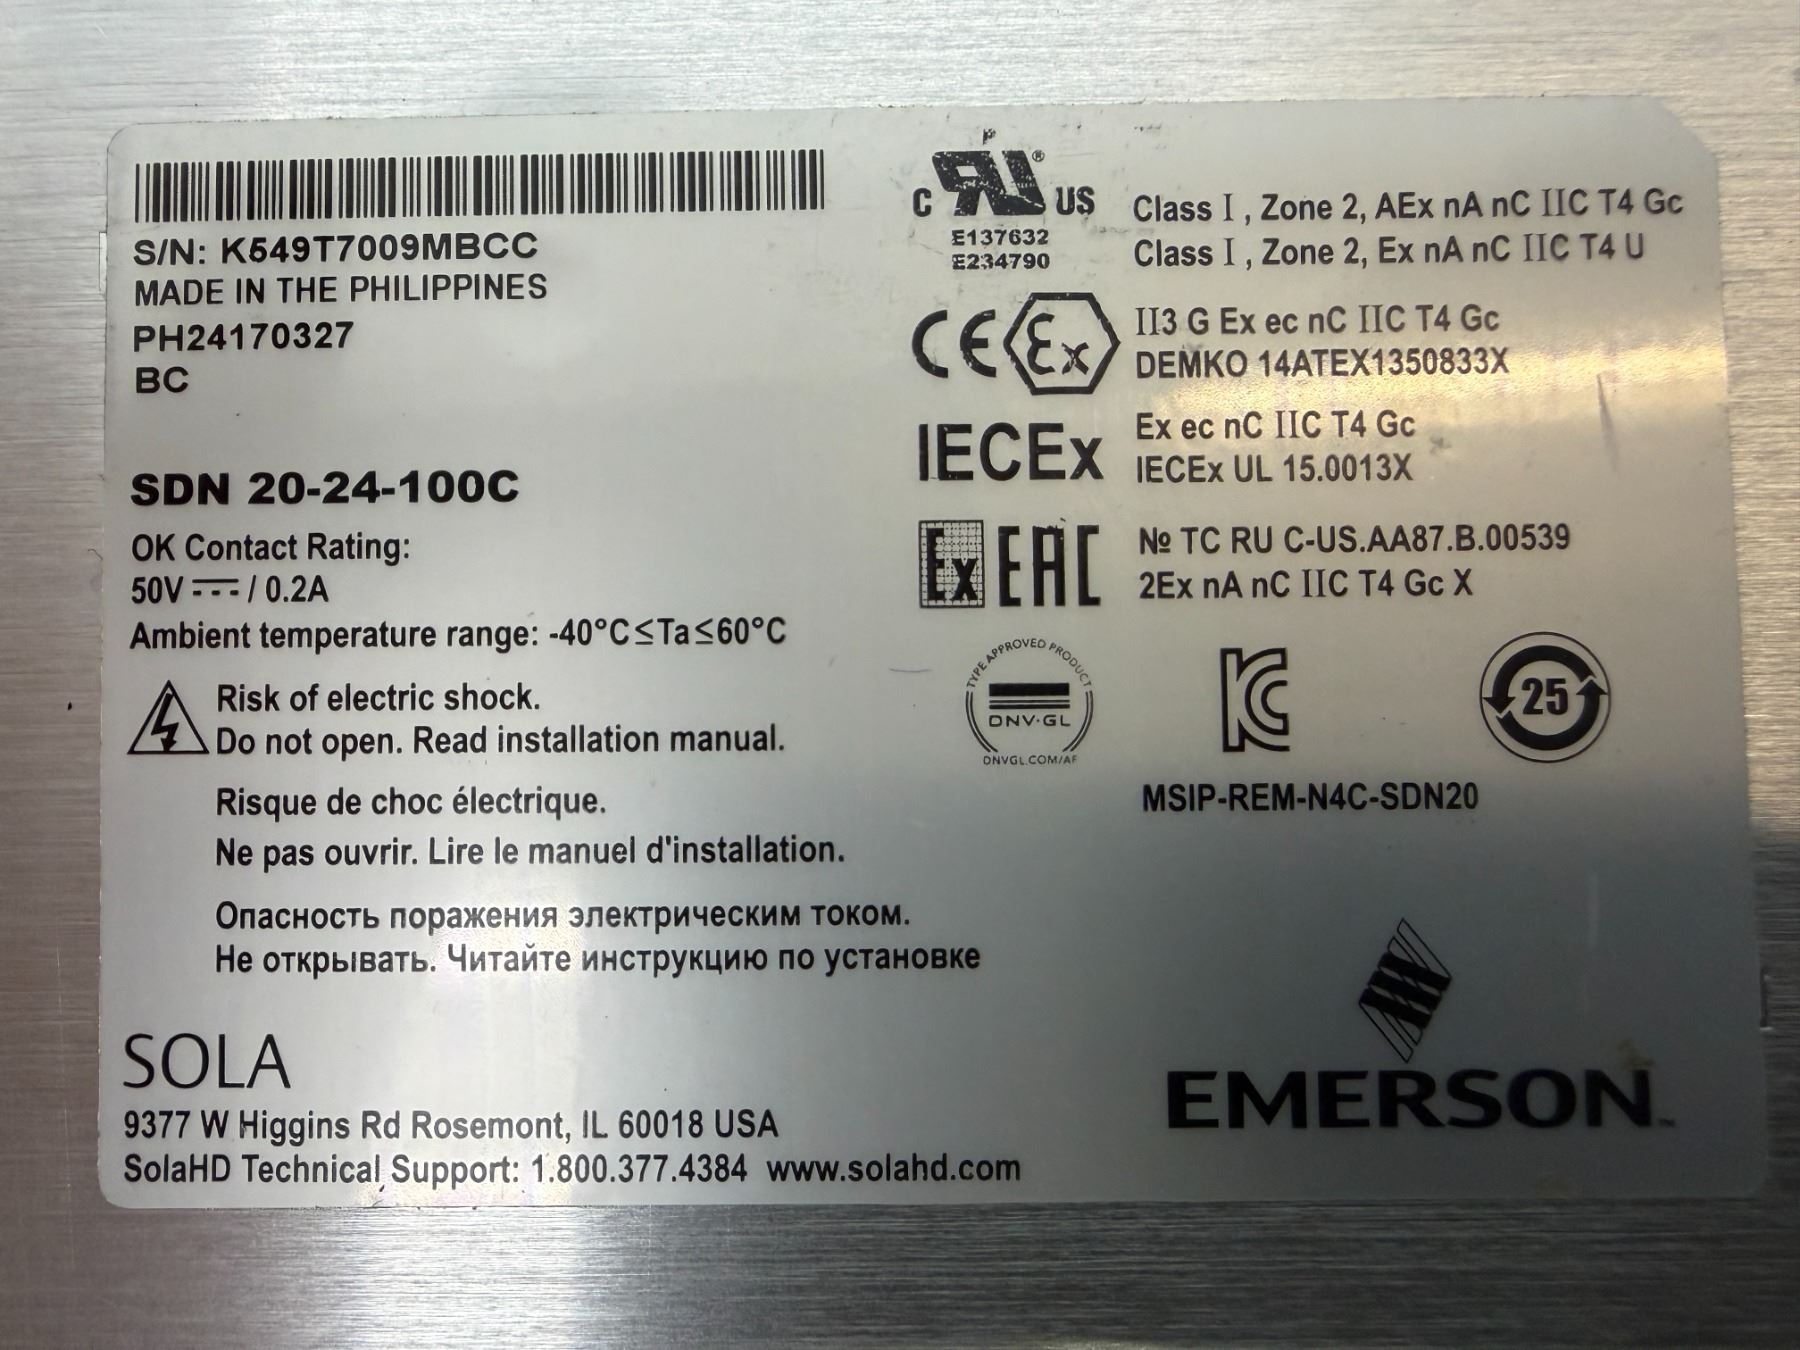 S/N: K549T7009MBCC
MADE IN THE PHILIPPINES
PH24170327
BC
SDN 20-24-100C
OK Contact Rating:
50V ⎓ / 0.2A
Ambient temperature range: -40°C≤Ta≤60°C
Risk of electric shock.
Do not open. Read installation manual.
Risque de choc électrique.
Ne pas ouvrir. Lire le manuel d'installation.
Опасность поражения электрическим током.
Не открывать. Читайте инструкцию по установке
SOLA
9377 W Higgins Rd Rosemont, IL 60018 USA
SolaHD Technical Support: 1.800.377.4384 www.solahd.com
C RU® US
E137632
E234790
Class I , Zone 2, AEx nA nC IIC T4 Gc
Class I , Zone 2, Ex nA nC IIC T4 U
CE Ex
II3 G Ex ec nC IIC T4 Gc
DEMKO 14ATEX1350833X
IECEx
Ex ec nC IIC T4 Gc
IECEx UL 15.0013X
Ex EAC
№ TC RU C-US.AA87.B.00539
2Ex nA nC IIC T4 Gc X
TYPE APPROVED PRODUCT
DNV·GL
DNVGL.COM/AF
KC
25
MSIP-REM-N4C-SDN20
EMERSON™